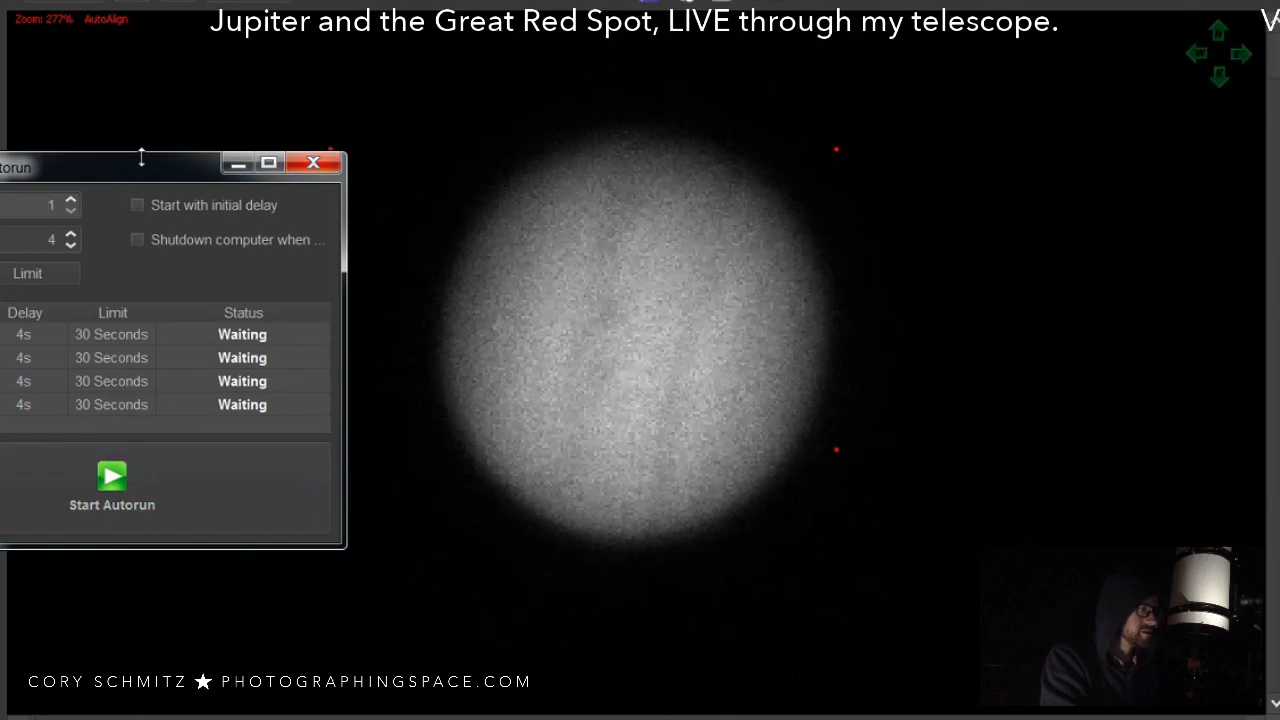 Jupiter and the Great Red Spot, LIVE through my telescope.
Zoom: 277% AutoAlign
torun
1 Start with initial delay
4 Shutdown computer when ...
Limit
Delay Limit Status
4s 30 Seconds Waiting
4s 30 Seconds Waiting
4s 30 Seconds Waiting
4s 30 Seconds Waiting
Start Autorun
CORY SCHMITZ ★ PHOTOGRAPHINGSPACE.COM